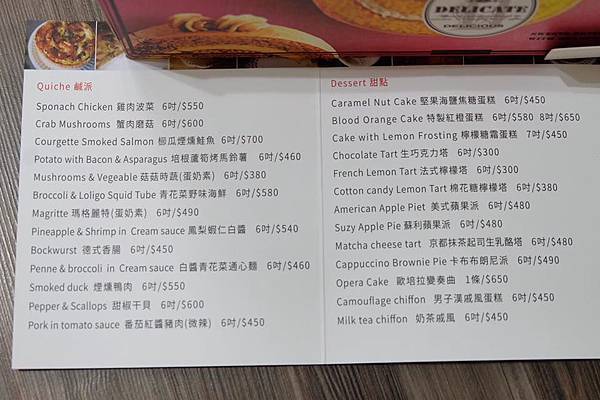 DELICATE
DELICIOUS
Quiche 鹹派
Sponach Chicken 雞肉波菜 6吋/$550
Crab Mushrooms 蟹肉磨菇 6吋/$600
Courgette Smoked Salmon 櫛瓜煙燻鮭魚 6吋/$700
Potato with Bacon & Asparagus 培根蘆筍烤馬鈴薯 6吋/$460
Mushrooms & Vegeable 菇菇時蔬(蛋奶素) 6吋/$380
Broccoli & Loligo Squid Tube 青花菜野味海鮮 6吋/$580
Magritte 瑪格麗特(蛋奶素) 6吋/$490
Pineapple & Shrimp in Cream sauce 鳳梨蝦仁白醬 6吋/$540
Bockwurst 德式香腸 6吋/$450
Penne & broccoli in Cream sauce 白醬青花菜通心麵 6吋/$460
Smoked duck 煙燻鴨肉 6吋/$550
Pepper & Scallops 甜椒干貝 6吋/$600
Pork in tomato sauce 番茄紅醬豬肉(微辣) 6吋/$450
Dessert 甜點
Caramel Nut Cake 堅果海鹽焦糖蛋糕 6吋/$450
Blood Orange Cake 特製紅橙蛋糕 6吋/$580 8吋/$650
Cake with Lemon Frosting 檸檬糖霜蛋糕 7吋/$450
Chocolate Tart 生巧克力塔 6吋/$300
French Lemon Tart 法式檸檬塔 6吋/$300
Cotton candy Lemon Tart 棉花糖檸檬塔 6吋/$380
American Apple Piet 美式蘋果派 6吋/$480
Suzy Apple Pie 蘇利蘋果派 6吋/$480
Matcha cheese tart 京都抹茶起司生乳酪塔 6吋/$480
Cappuccino Brownie Pie 卡布布朗尼派 6吋/$490
Opera Cake 歐培拉變奏曲 1條/$650
Camouflage chiffon 男子漢戚風蛋糕 6吋/$450
Milk tea chiffon 奶茶戚風 6吋/$450